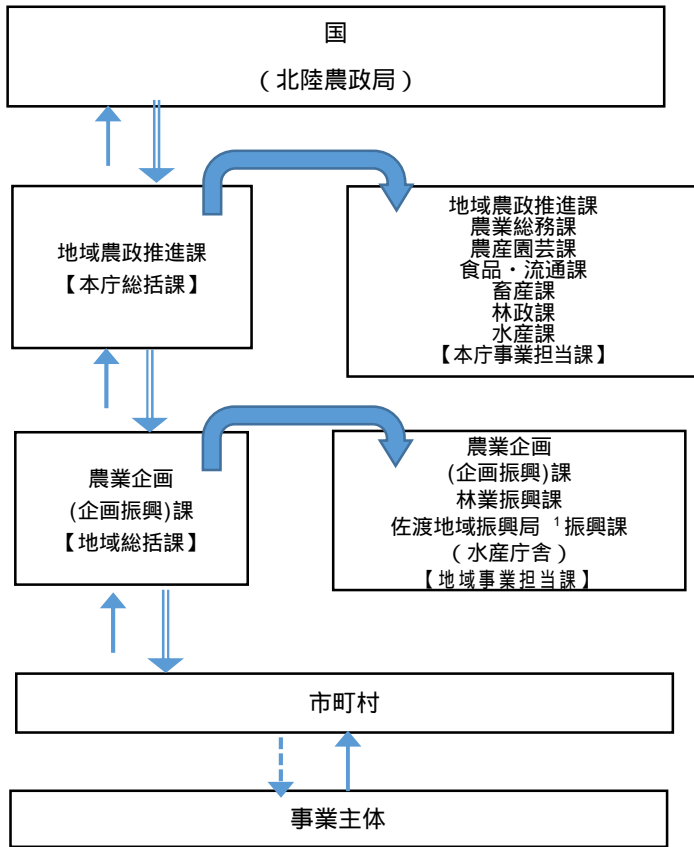 国
(北陸農政局)
地域農政推進課
【本庁総括課】
地域農政推進課
農業総務課
農産園芸課
食品・流通課
畜産課
林政課
水産課
【本庁事業担当課】
農業企画
(企画振興)課
【地域総括課】
農業企画
(企画振興)課
林業振興課
佐渡地域振興局 ¹振興課
(水産庁舎)
【地域事業担当課】
市町村
事業主体